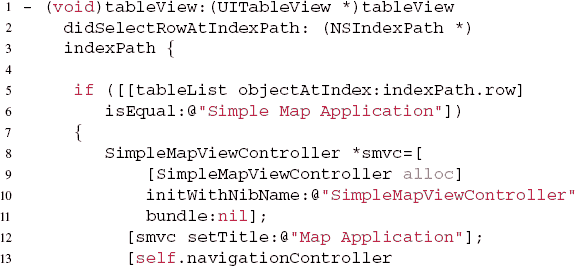 1 - (void)tableView:(UITableView *)tableView
2 didSelectRowAtIndexPath: (NSIndexPath *)
3 indexPath {
4
5 if ([[tableList objectAtIndex:indexPath.row]
6 isEqual:@"Simple Map Application"])
7 {
8 SimpleMapViewController *smvc=[
9 [SimpleMapViewController alloc]
10 initWithNibName:@"SimpleMapViewController"
11 bundle:nil];
12 [smvc setTitle:@"Map Application"];
13 [self.navigationController